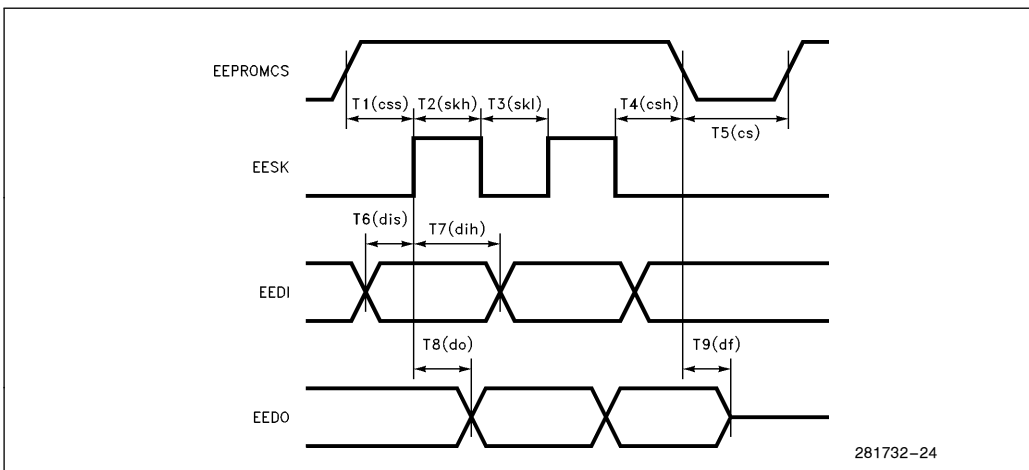 EEPROMCS
T1(css) T2(skh) T3(skl) T4(csh)
T5(cs)
EESK
T6(dis) T7(dih)
EEDI
T8(do) T9(df)
EEDO
281732-24